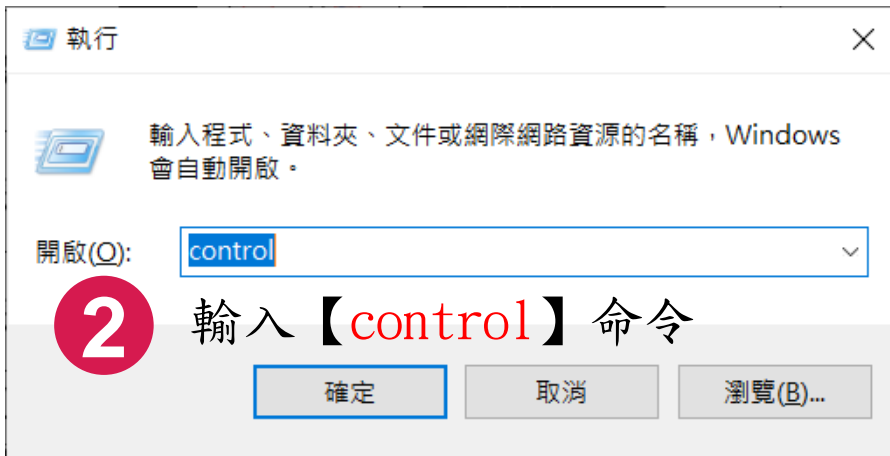 執行
輸入程式、資料夾、文件或網際網路資源的名稱，Windows
會自動開啟。
開啟(O): control
2 輸入【control】命令
確定 取消 瀏覽(B)...